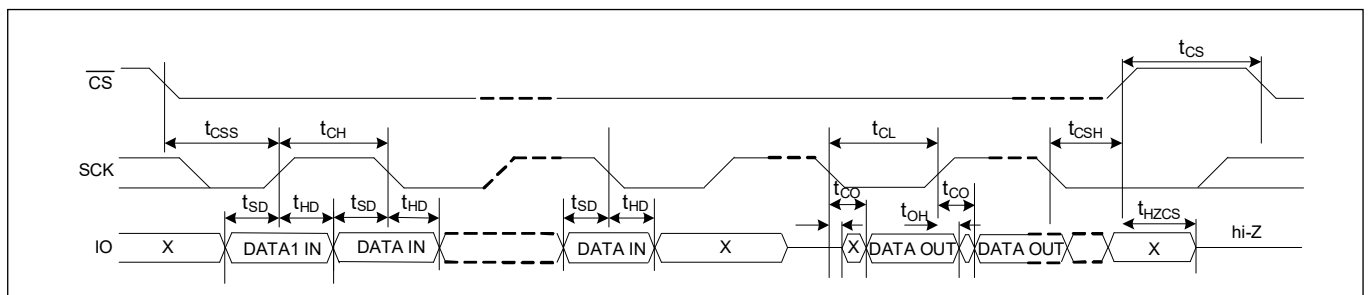 CS
tCS
tCSS
tCH
tCL
tCSH
SCK
tSD
tHD
tSD
tHD
tSD
tHD
tCO
tOH
tCO
tHZCS
IO
X
DATA1 IN
DATA IN
DATA IN
X
X
DATA OUT
DATA OUT
X
hi-Z